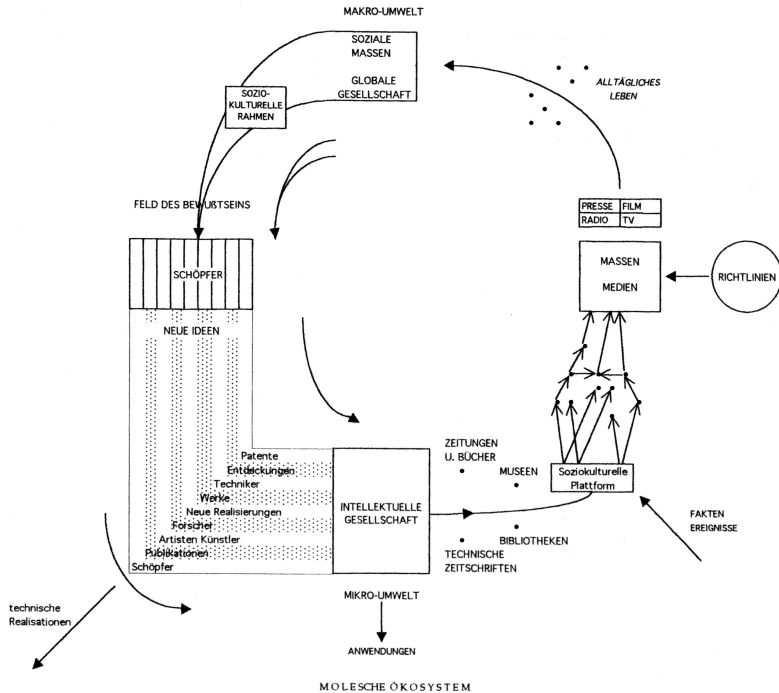 MAKRO-UMWELT
SOZIALE
MASSEN
GLOBALE
GESELLSCHAFT
SOZIO-
KULTURELLE
RAHMEN
ALLTÄGLICHES
LEBEN
FELD DES BEWUßTSEINS
PRESSE FILM
RADIO TV
SCHÖPFER
MASSEN
MEDIEN
RICHTLINIEN
NEUE IDEEN
Patente
Entdeckungen
Techniker
Werke
Neue Realisierungen
Forscher
Artisten Künstler
Publikationen
Schöpfer
INTELLEKTUELLE
GESELLSCHAFT
ZEITUNGEN
U. BÜCHER
MUSEEN
BIBLIOTHEKEN
TECHNISCHE
ZEITSCHRIFTEN
Soziokulturelle
Plattform
FAKTEN
EREIGNISSE
MIKRO-UMWELT
technische
Realisationen
ANWENDUNGEN
MOLESCHE ÖKOSYSTEM